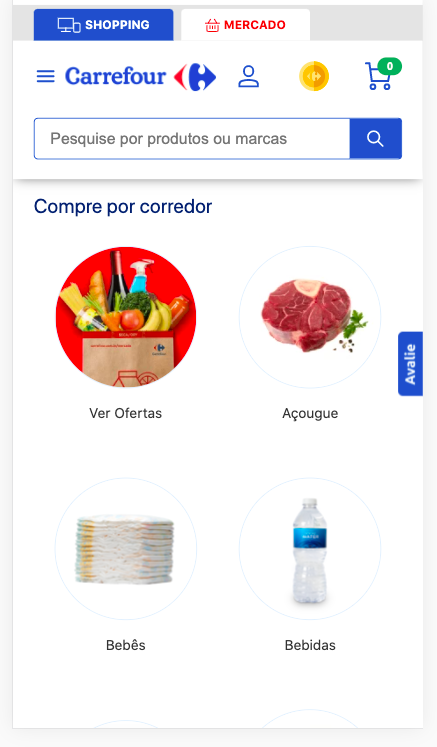 SHOPPING
MERCADO
Carrefour
0
Pesquise por produtos ou marcas
Compre por corredor
Avalie
Ver Ofertas
Açougue
Bebês
Bebidas